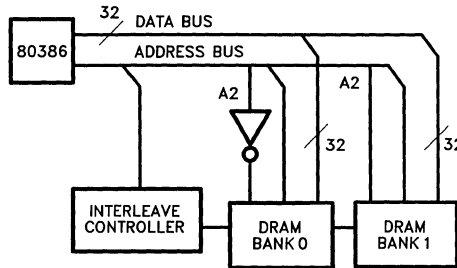 32
DATA BUS
80386
ADDRESS BUS
A2
A2
32
32
INTERLEAVE
CONTROLLER
DRAM
BANK 0
DRAM
BANK 1